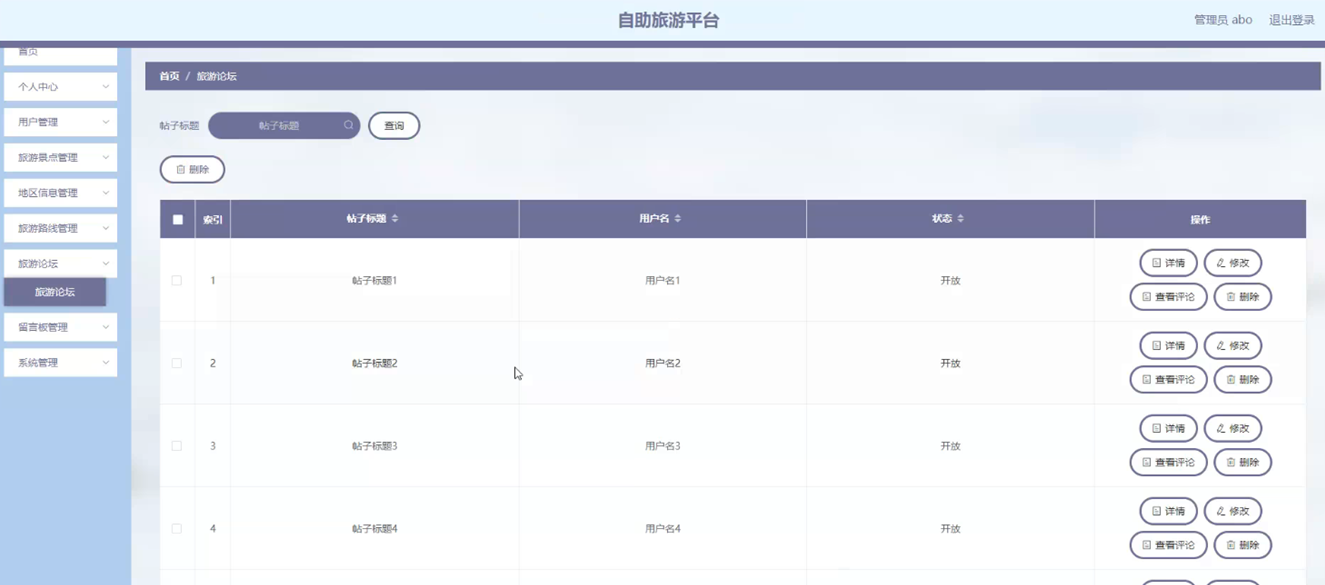 自助旅游平台
管理员 abo 退出登录
首页
个人中心
用户管理
旅游景点管理
地区信息管理
旅游路线管理
旅游论坛
旅游论坛
留言板管理
系统管理
首页 / 旅游论坛
帖子标题 帖子标题 查询
删除
索引 帖子标题 用户名 状态 操作
1 帖子标题1 用户名1 开放 详情 修改
查看评论 删除
2 帖子标题2 用户名2 开放 详情 修改
查看评论 删除
3 帖子标题3 用户名3 开放 详情 修改
查看评论 删除
4 帖子标题4 用户名4 开放 详情 修改
查看评论 删除